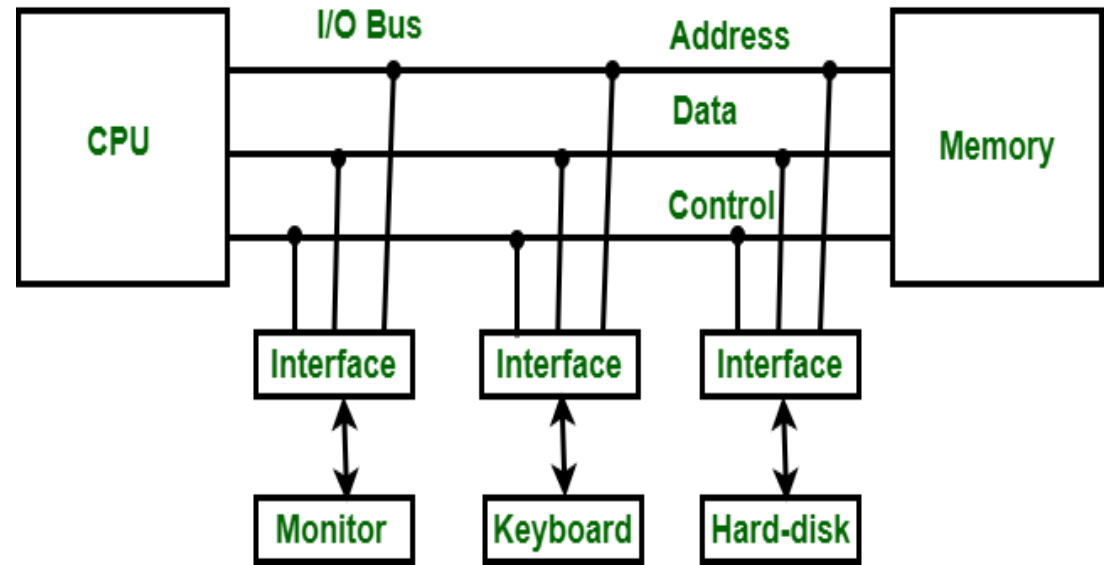 I/O Bus
Address
CPU
Data
Memory
Control
Interface
Interface
Interface
Monitor
Keyboard
Hard-disk